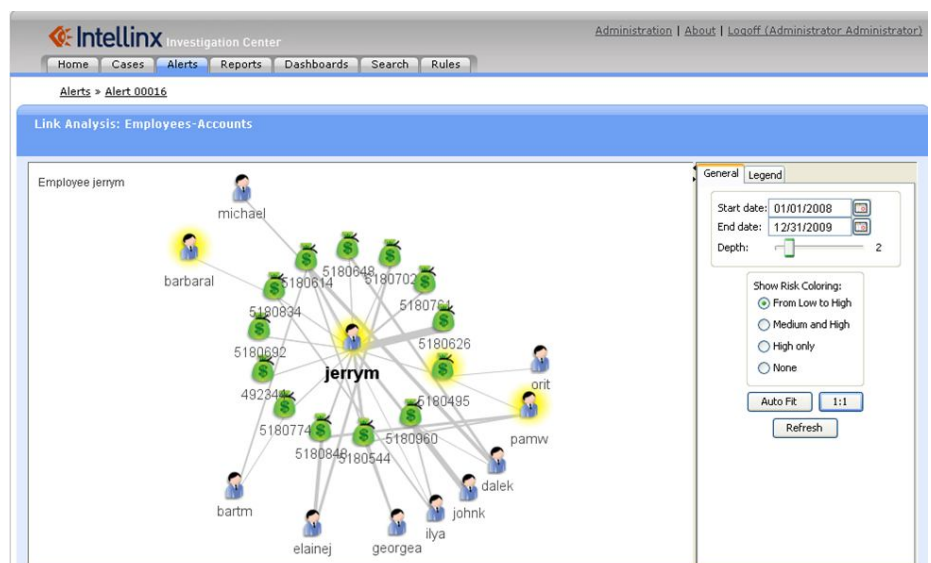 Intellinx Investigation Center
Administration | About | Logoff (Administrator Administrator)
Home Cases Alerts Reports Dashboards Search Rules
Alerts » Alert 00016
Link Analysis: Employees-Accounts
Employee jerrym
michael
barbaral
5180614
5180648
5180702
5180834
5180626
5180692
jerrym
orit
5180495
5180774
5180960
pamw
5180848
5180544
dalek
bartm
johnk
ilya
elainej
georgea
General Legend
Start date: 01/01/2008
End date: 12/31/2009
Depth: 2
Show Risk Coloring:
From Low to High
Medium and High
High only
None
Auto Fit 1:1
Refresh